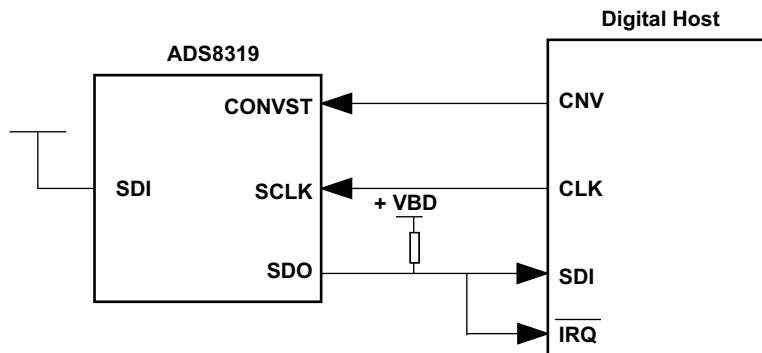 Digital Host
ADS8319
CONVST
CNV
SDI
SCLK
CLK
+ VBD
SDO
SDI
IRQ